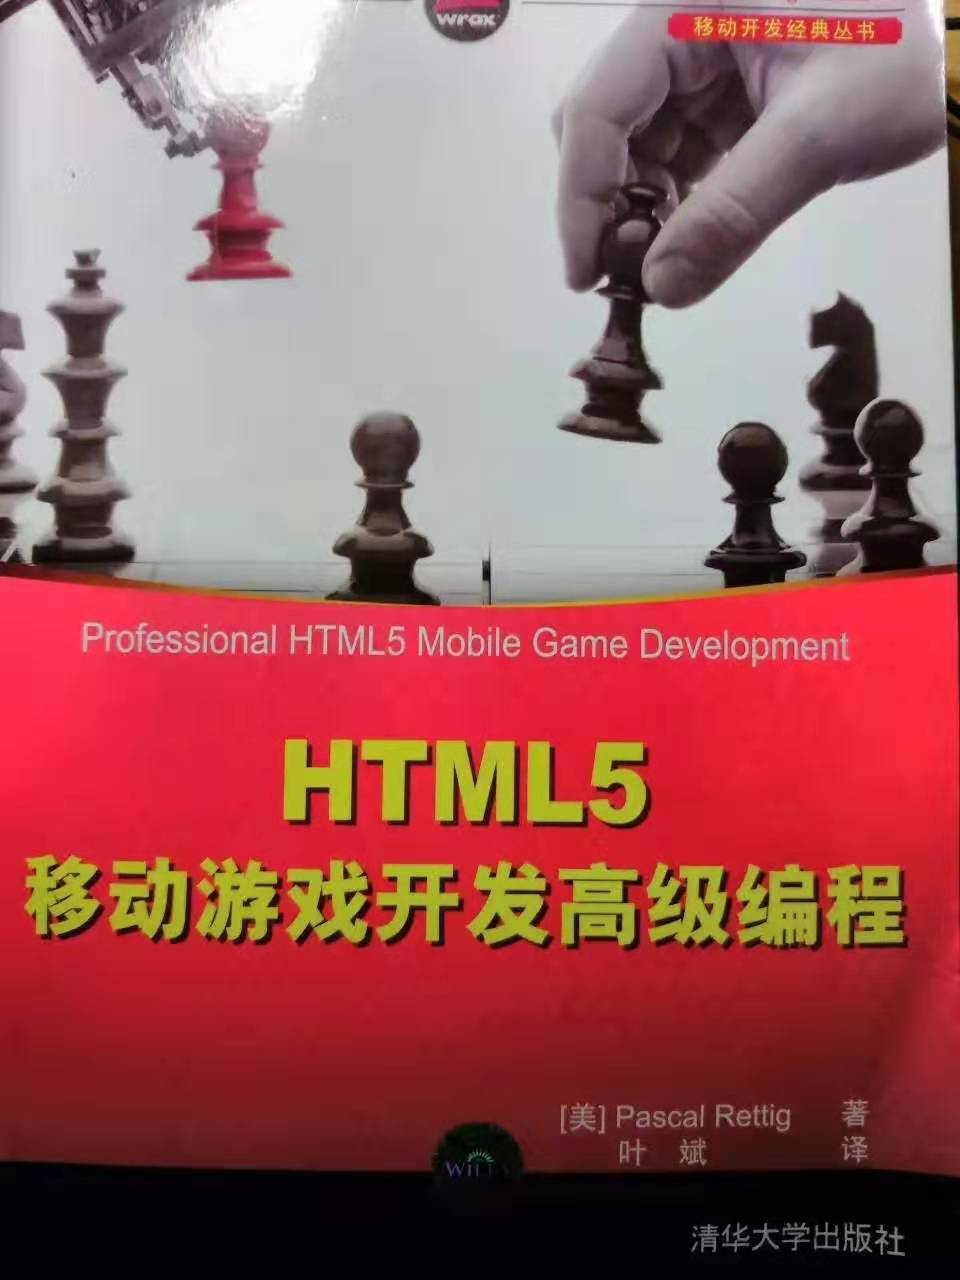 wrox
移动开发经典丛书
Professional HTML5 Mobile Game Development
HTML5
移动游戏开发高级编程
[美] Pascal Rettig 著
叶 斌 译
WILEY
清华大学出版社